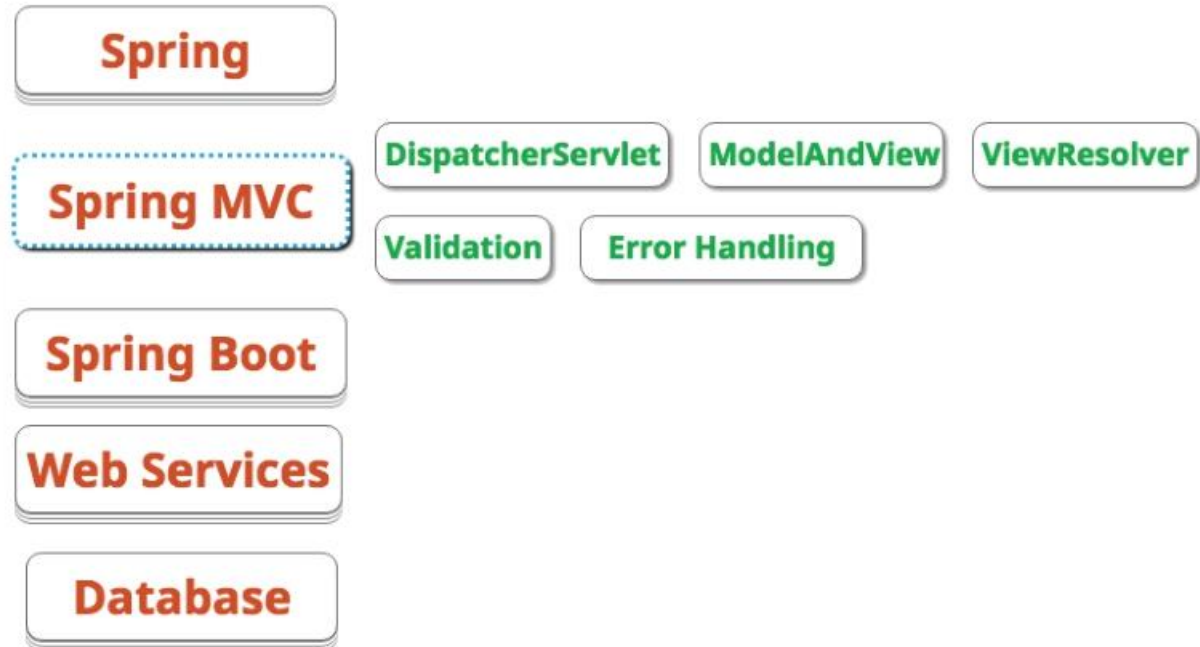 Spring
DispatcherServlet
ModelAndView
ViewResolver
Spring MVC
Validation
Error Handling
Spring Boot
Web Services
Database